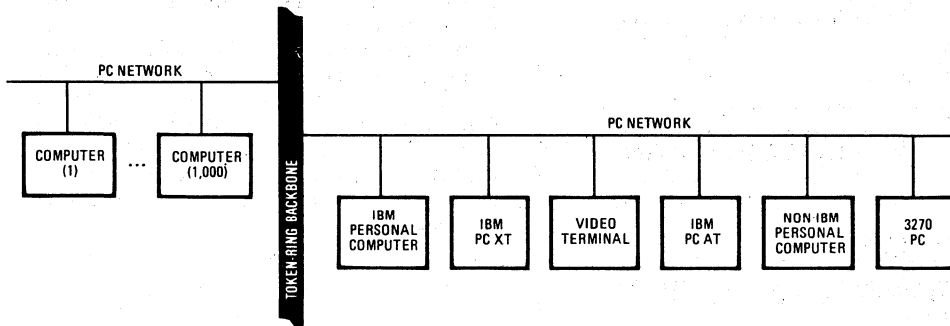 PC NETWORK
COMPUTER
(1)
...
COMPUTER
(1,000)
TOKEN-RING BACKBONE
PC NETWORK
IBM
PERSONAL
COMPUTER
IBM
PC XT
VIDEO
TERMINAL
IBM
PC AT
NON-IBM
PERSONAL
COMPUTER
3270
PC